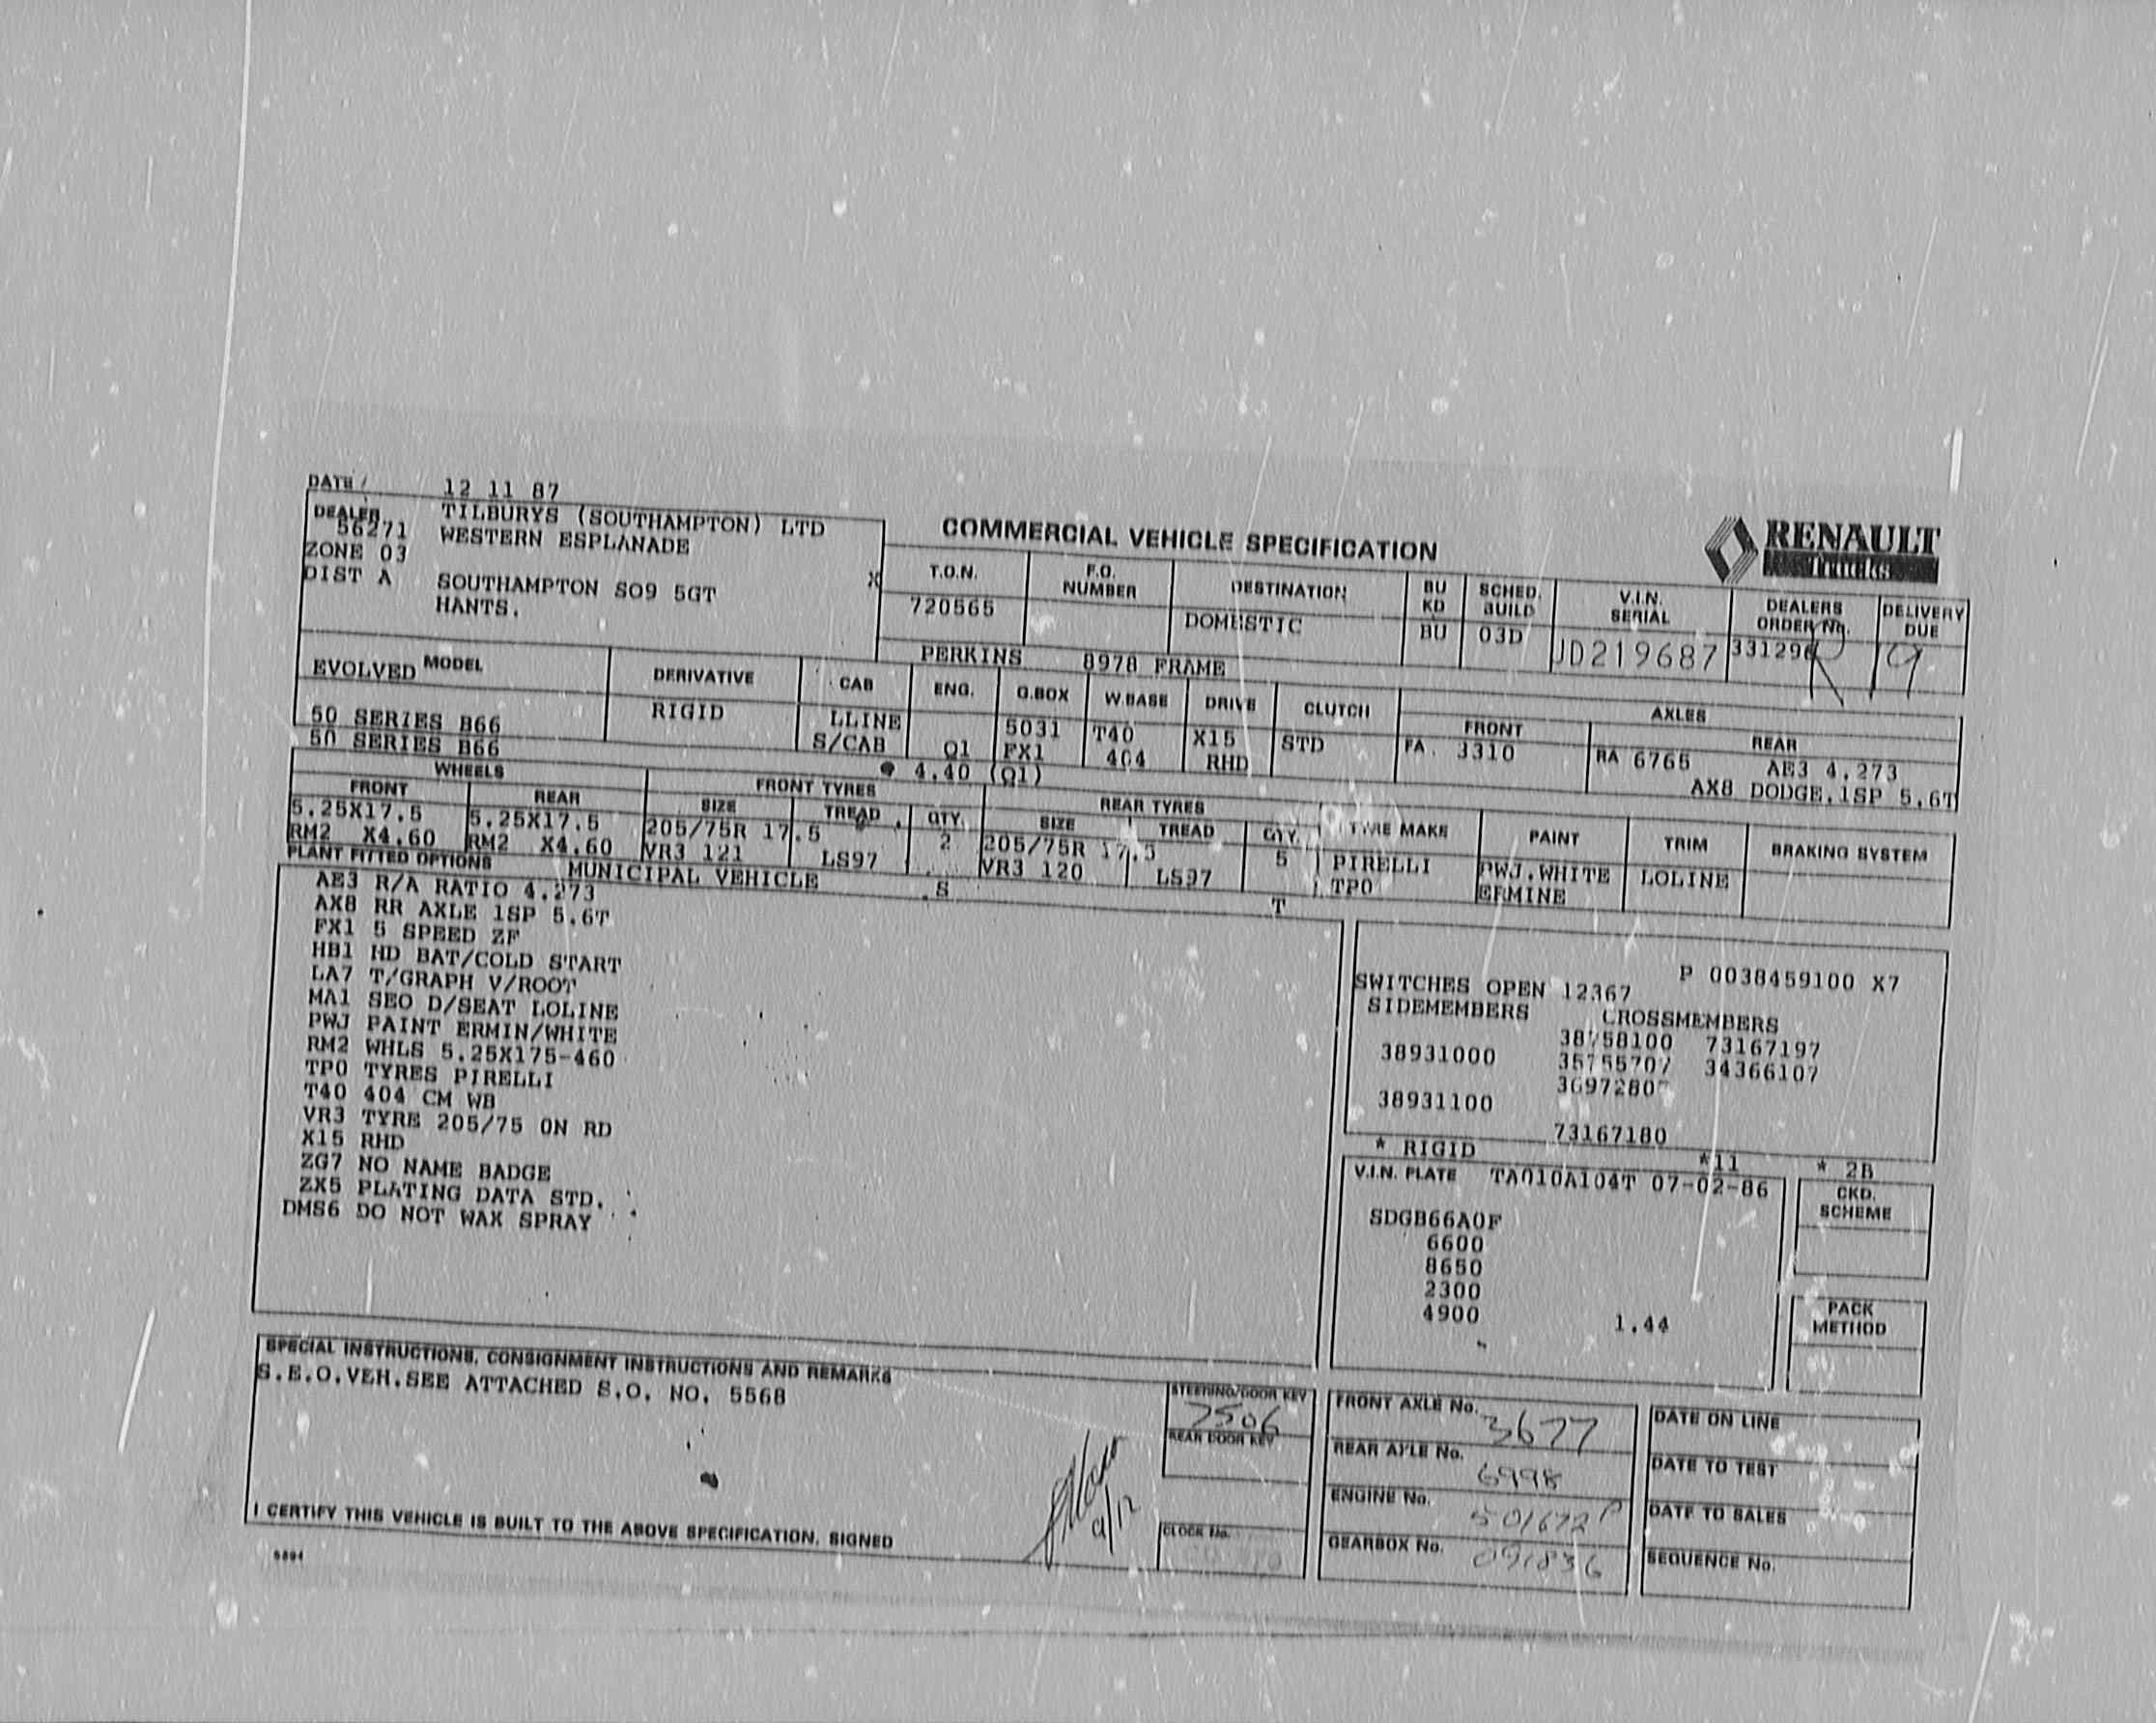 DATE 12 11 87
DEALER TILBURYS (SOUTHAMPTON) LTD
56271 WESTERN ESPLANADE
ZONE 03
DIST A SOUTHAMPTON SO9 5GT X
HANTS.
COMMERCIAL VEHICLE SPECIFICATION
RENAULT
Trucks
T.O.N. F.O. NUMBER DESTINATION BU KD SCHED. BUILD V.I.N. SERIAL DEALERS ORDER No. DELIVERY DUE
720565 DOMESTIC BU 03D JD219687 331296
PERKINS 8978 FRAME
EVOLVED MODEL DERIVATIVE CAB ENG. G.BOX W.BASE DRIVE CLUTCH AXLES
FRONT REAR
50 SERIES B66 RIGID LLINE 5031 T40 X15 STD FA 3310 RA 6765 AE3 4.273
50 SERIES B66 S/CAB Q1 FX1 404 RHD AX8 DODGE.1SP 5.6T
4.40 (Q1)
WHEELS FRONT TYRES REAR TYRES
FRONT REAR SIZE TREAD QTY. SIZE TREAD QTY. TYRE MAKE PAINT TRIM BRAKING SYSTEM
5.25X17.5 5.25X17.5 205/75R 17.5 2 205/75R 17.5 5 PIRELLI PWJ.WHITE LOLINE
RM2 X4.60 RM2 X4.60 VR3 121 LS97 VR3 120 LS97 TP0 ERMINE
PLANT FITTED OPTIONS MUNICIPAL VEHICLE .S T
AE3 R/A RATIO 4.273
AX8 RR AXLE 1SP 5.6T
FX1 5 SPEED ZF
HB1 HD BAT/COLD START
LA7 T/GRAPH V/ROOT
MA1 SEO D/SEAT LOLINE
PWJ PAINT ERMIN/WHITE
RM2 WHLS 5.25X175-460
TP0 TYRES PIRELLI
T40 404 CM WB
VR3 TYRE 205/75 ON RD
X15 RHD
ZG7 NO NAME BADGE
ZX5 PLATING DATA STD.
DMS6 DO NOT WAX SPRAY
P 0038459100 X7
SWITCHES OPEN 12367
SIDEMEMBERS CROSSMEMBERS
38758100 73167197
38931000 35755707 34366107
38931100
73167180
* RIGID *11 * 2B
V.I.N. PLATE TA010A104T 07-02-86
CKD. SCHEME
SDGB66A0F
6600
8650
2300
4900 1.44
PACK METHOD
SPECIAL INSTRUCTIONS, CONSIGNMENT INSTRUCTIONS AND REMARKS
S.E.O.VEH.SEE ATTACHED S.O. NO. 5568
STEERING/DOOR KEY
7506
REAR DOOR KEY
CLOCK No.
FRONT AXLE No. 3677
REAR AXLE No. 6998
ENGINE No.
GEARBOX No. 091836
DATE ON LINE
DATE TO TEST
DATE TO SALES
SEQUENCE No.
I CERTIFY THIS VEHICLE IS BUILT TO THE ABOVE SPECIFICATION. SIGNED
9/12